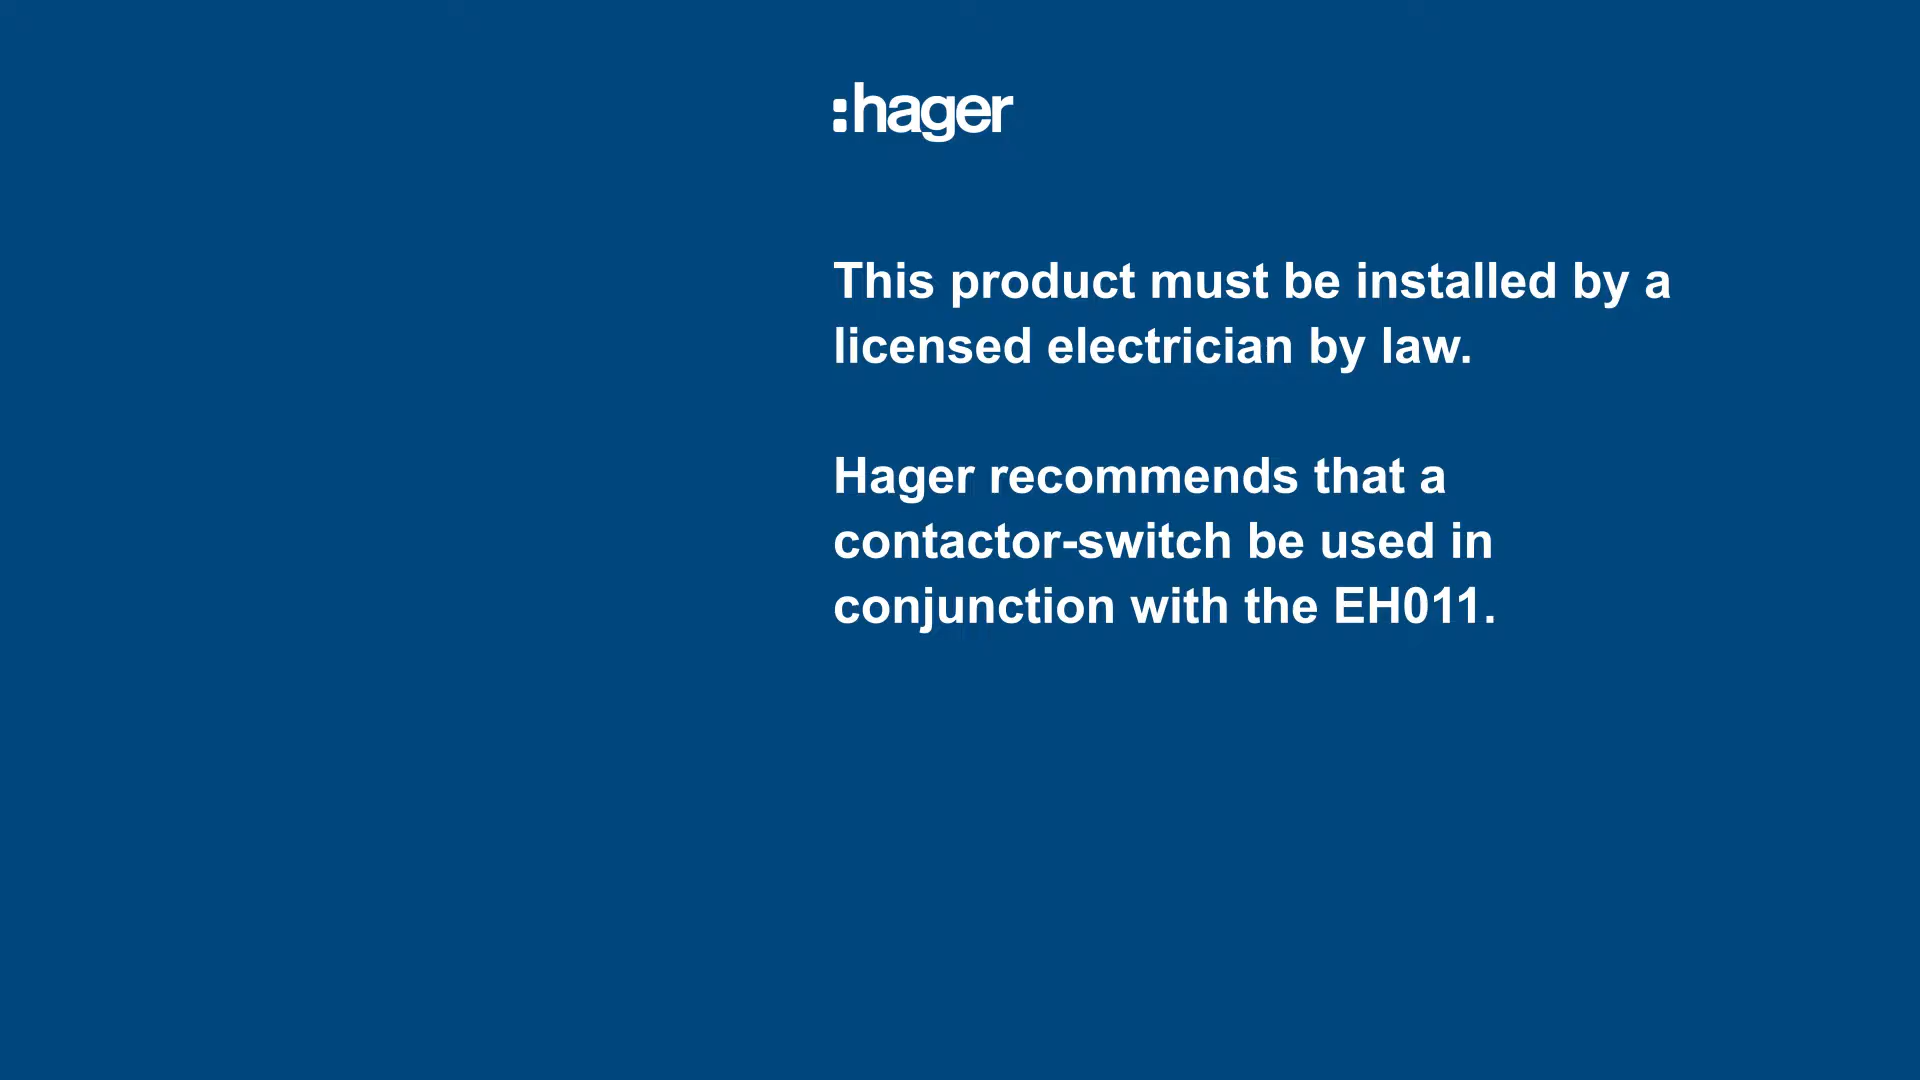 :hager
This product must be installed by a
licensed electrician by law.
Hager recommends that a
contactor-switch be used in
conjunction with the EH011.